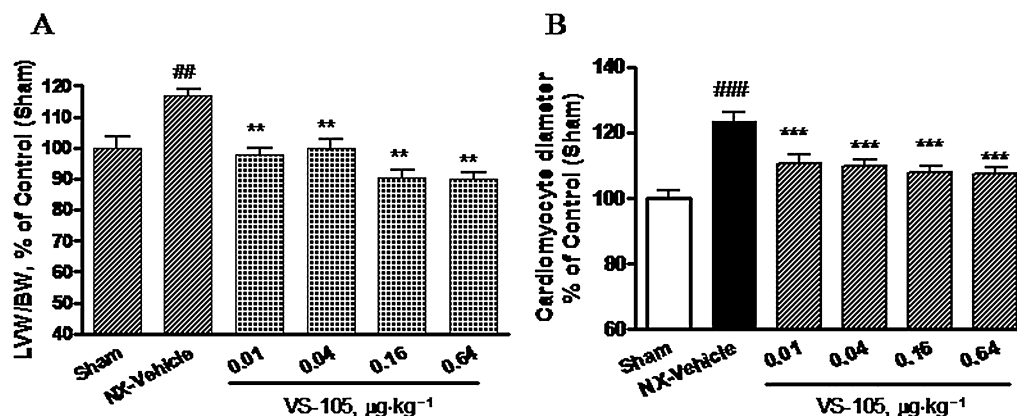 A
LVW/BW, % of Control (Sham)
120
110
100
90
80
70
60
50
40
##
**
**
**
**
Sham
NX-Vehicle
0.01
0.04
0.16
0.64
VS-105, µg·kg⁻¹
B
Cardiomyocyte diameter
% of Control (Sham)
140
120
100
80
60
###
***
***
***
***
Sham
NX-Vehicle
0.01
0.04
0.16
0.64
VS-105, µg·kg⁻¹